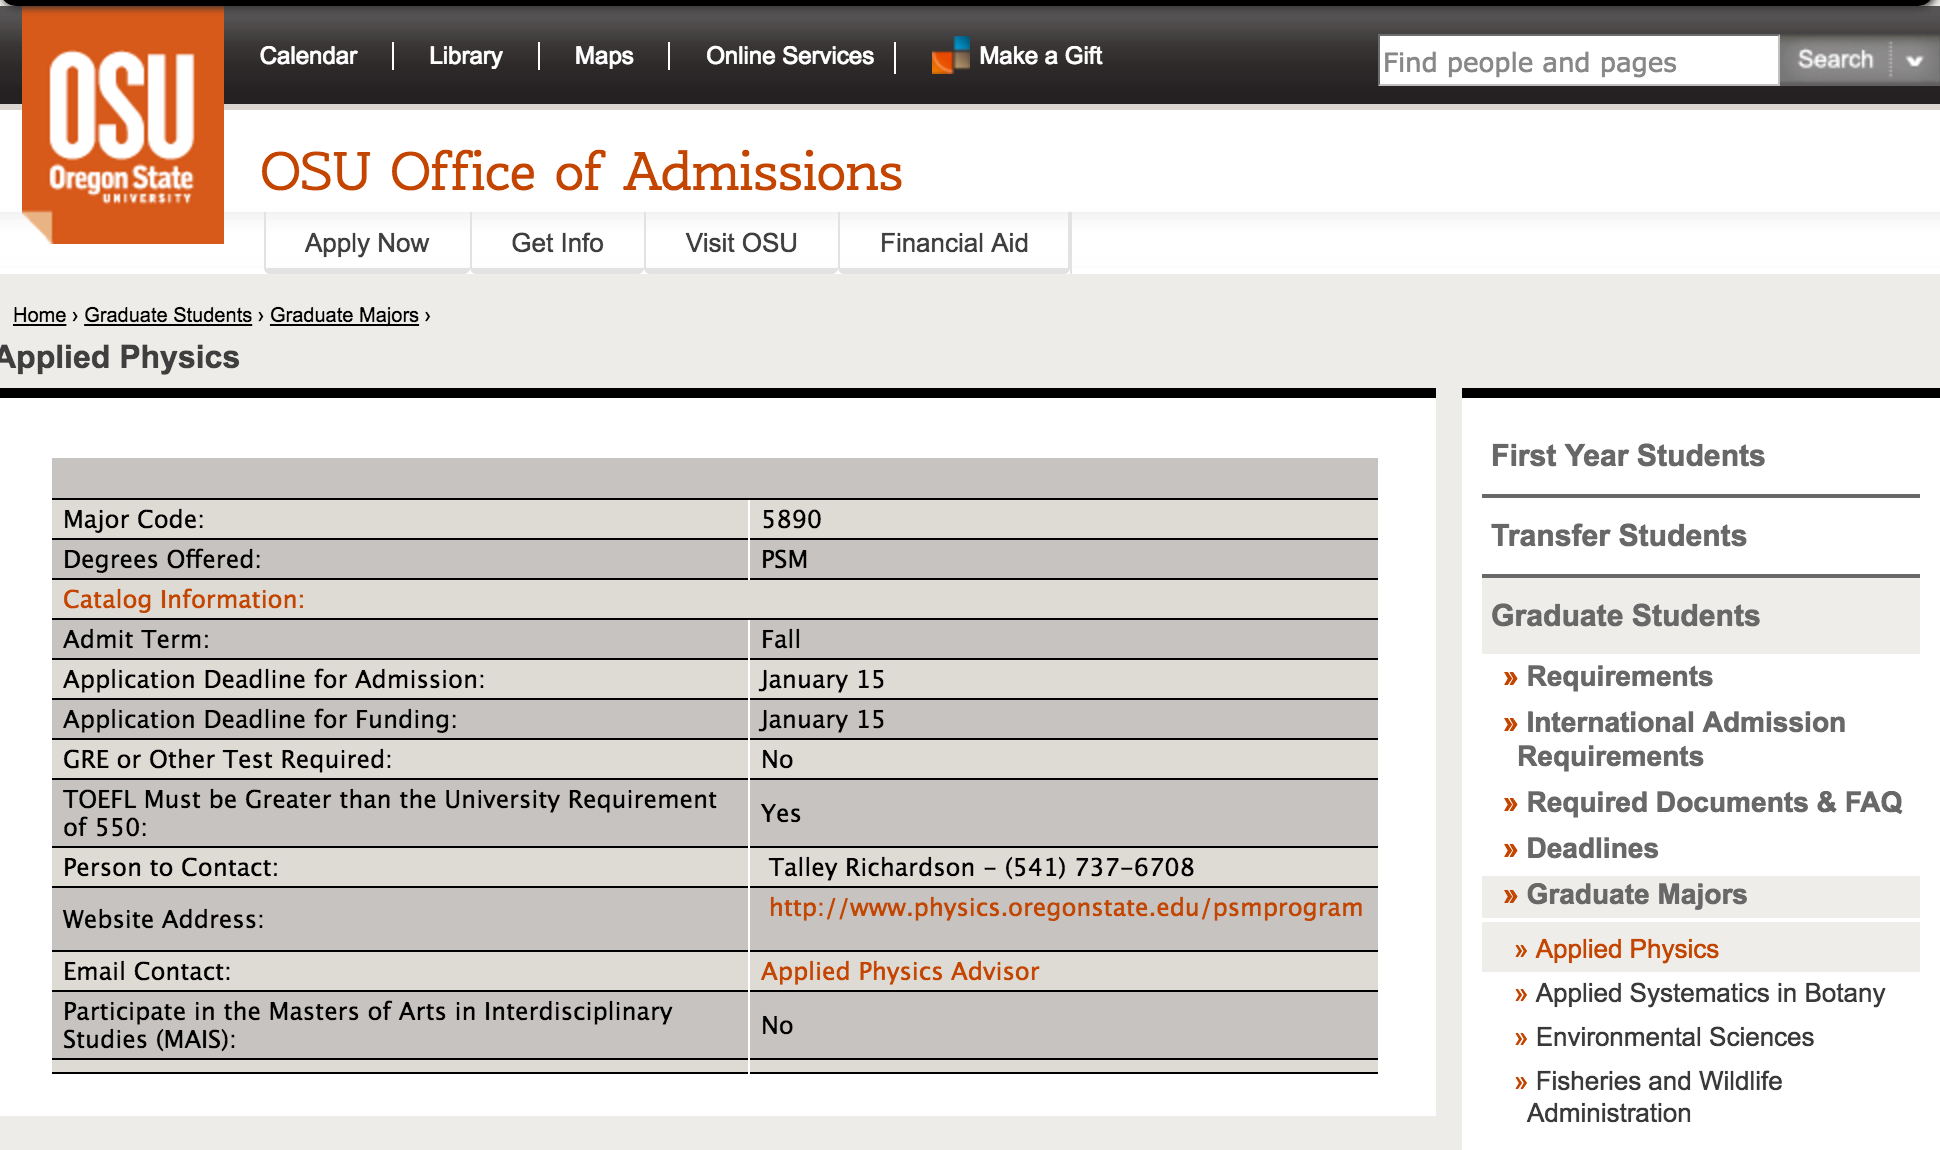 OSU
Oregon State
UNIVERSITY
Calendar
Library
Maps
Online Services
Make a Gift
Find people and pages
Search
OSU Office of Admissions
Apply Now
Get Info
Visit OSU
Financial Aid
Home › Graduate Students › Graduate Majors ›
Applied Physics
Major Code: 5890
Degrees Offered: PSM
Catalog Information:
Admit Term: Fall
Application Deadline for Admission: January 15
Application Deadline for Funding: January 15
GRE or Other Test Required: No
TOEFL Must be Greater than the University Requirement
of 550: Yes
Person to Contact: Talley Richardson – (541) 737–6708
Website Address: http://www.physics.oregonstate.edu/psmprogram
Email Contact: Applied Physics Advisor
Participate in the Masters of Arts in Interdisciplinary
Studies (MAIS): No
First Year Students
Transfer Students
Graduate Students
» Requirements
» International Admission
Requirements
» Required Documents & FAQ
» Deadlines
» Graduate Majors
» Applied Physics
» Applied Systematics in Botany
» Environmental Sciences
» Fisheries and Wildlife
Administration